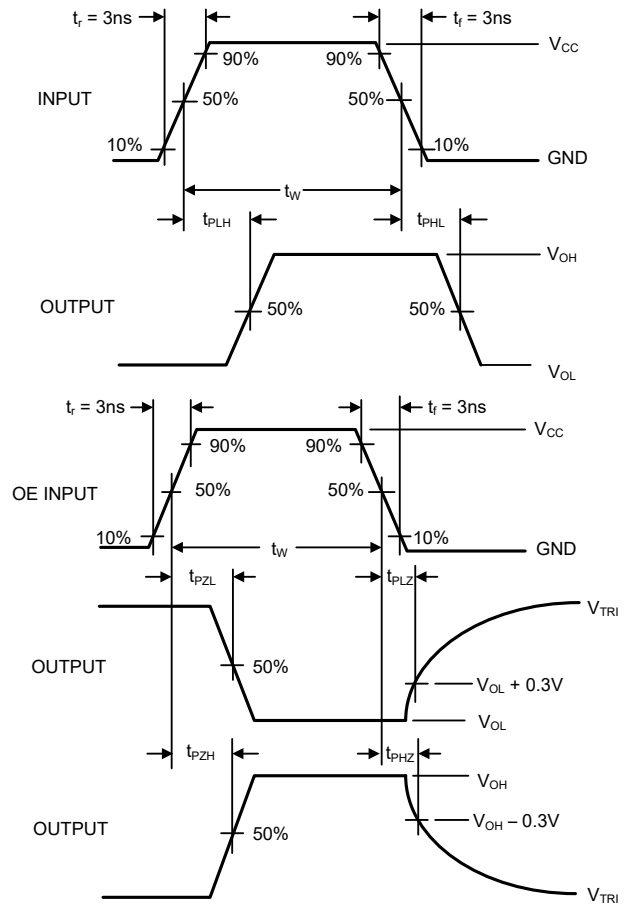 tr = 3ns
tf = 3ns
VCC
90%
90%
INPUT
50%
50%
10%
10%
GND
tW
tPLH
tPHL
VOH
OUTPUT
50%
50%
VOL
tr = 3ns
tf = 3ns
VCC
90%
90%
OE INPUT
50%
50%
10%
10%
GND
tW
tPZL
tPLZ
VTRI
OUTPUT
50%
VOL + 0.3V
VOL
tPZH
tPHZ
VOH
OUTPUT
50%
VOH – 0.3V
VTRI